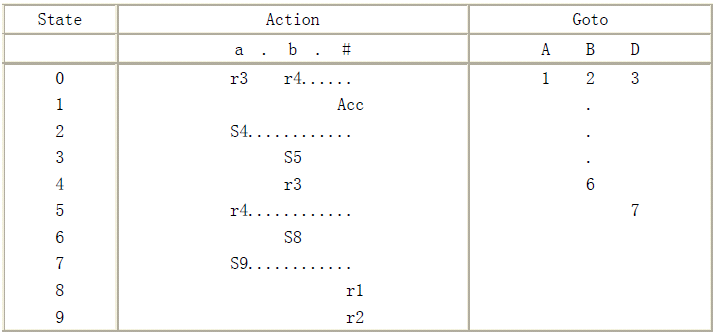 State Action Goto
a . b . # A B D
0 r3 r4...... 1 2 3
1 Acc .
2 S4............ .
3 S5 .
4 r3 6
5 r4............ 7
6 S8
7 S9............
8 r1
9 r2